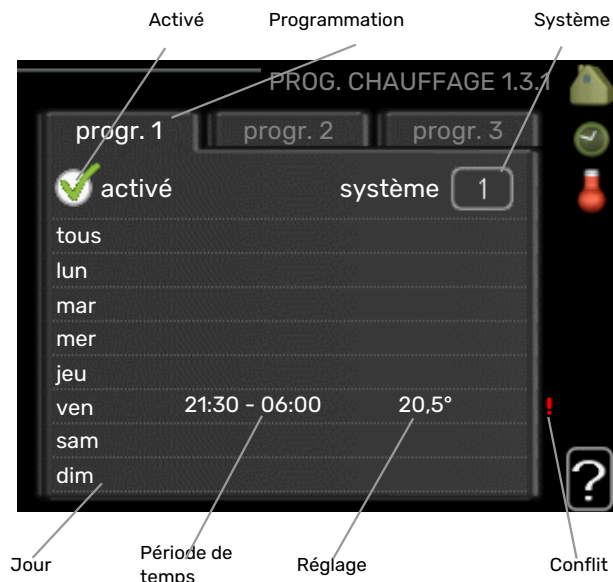 Activé Programmation Système
PROG. CHAUFFAGE 1.3.1
progr. 1 progr. 2 progr. 3
activé système 1
tous
lun
mar
mer
jeu
ven 21:30 - 06:00 20,5° !
sam
dim
?
Jour Période de temps Réglage Conflit